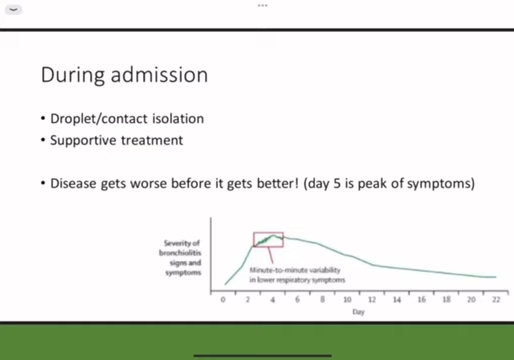 During admission
• Droplet/contact isolation
• Supportive treatment
• Disease gets worse before it gets better! (day 5 is peak of symptoms)
Severity of
bronchiolitis
signs and
symptoms
Minute-to-minute variability
in lower respiratory symptoms
0 2 4 6 8 10 12 14 16 18 20 22
Day